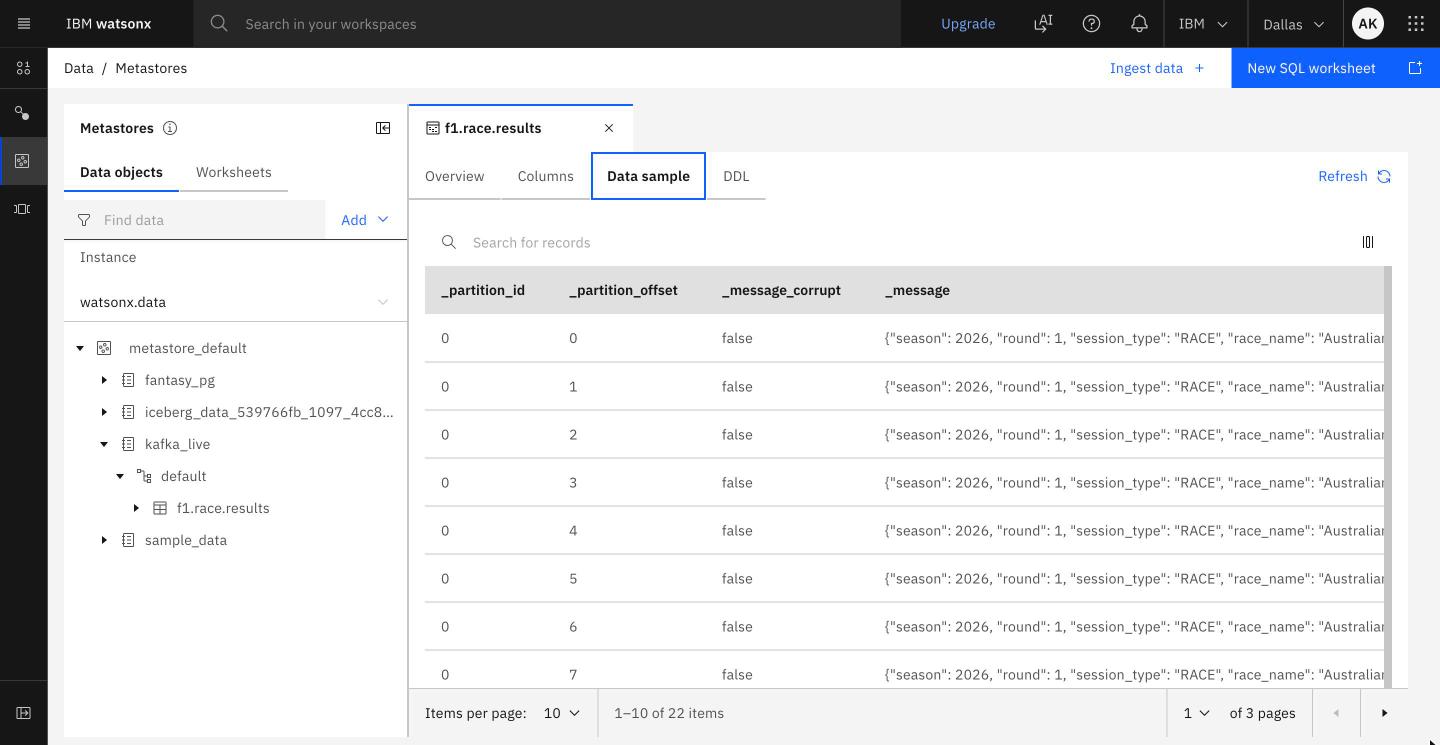 IBM watsonx
Search in your workspaces
Upgrade
IBM
Dallas
AK
Data / Metastores
Ingest data +
New SQL worksheet
Metastores
Data objects
Worksheets
Find data
Add
Instance
watsonx.data
metastore_default
fantasy_pg
iceberg_data_539766fb_1097_4cc8...
kafka_live
default
f1.race.results
sample_data
f1.race.results
Overview
Columns
Data sample
DDL
Refresh
Search for records
_partition_id _partition_offset _message_corrupt _message
0 0 false {"season": 2026, "round": 1, "session_type": "RACE", "race_name": "Australian
0 1 false {"season": 2026, "round": 1, "session_type": "RACE", "race_name": "Australian
0 2 false {"season": 2026, "round": 1, "session_type": "RACE", "race_name": "Australian
0 3 false {"season": 2026, "round": 1, "session_type": "RACE", "race_name": "Australian
0 4 false {"season": 2026, "round": 1, "session_type": "RACE", "race_name": "Australian
0 5 false {"season": 2026, "round": 1, "session_type": "RACE", "race_name": "Australian
0 6 false {"season": 2026, "round": 1, "session_type": "RACE", "race_name": "Australian
0 7 false {"season": 2026, "round": 1, "session_type": "RACE", "race_name": "Australian
Items per page: 10
1–10 of 22 items
1 of 3 pages